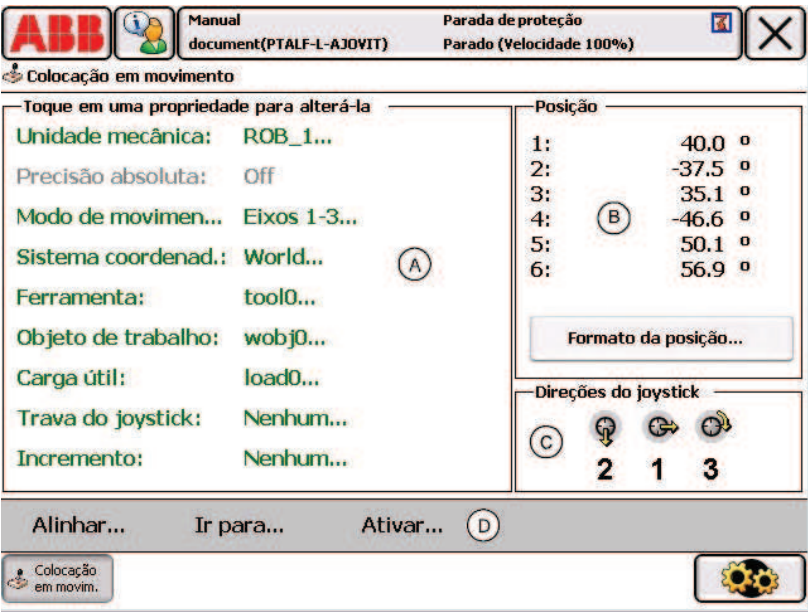 ABB
Manual
document(PTALF-L-AJOVIT)
Parada de proteção
Parado (Velocidade 100%)
Colocação em movimento
Toque em uma propriedade para alterá-la
Unidade mecânica: ROB_1...
Precisão absoluta: Off
Modo de movimen... Eixos 1-3...
Sistema coordenad.: World...
Ferramenta: tool0...
Objeto de trabalho: wobj0...
Carga útil: load0...
Trava do joystick: Nenhum...
Incremento: Nenhum...
A
Posição
1: 40.0 º
2: -37.5 º
3: 35.1 º
4: -46.6 º
5: 50.1 º
6: 56.9 º
B
Formato da posição...
Direções do joystick
C
2 1 3
Alinhar... Ir para... Ativar... D
Colocação
em movim.